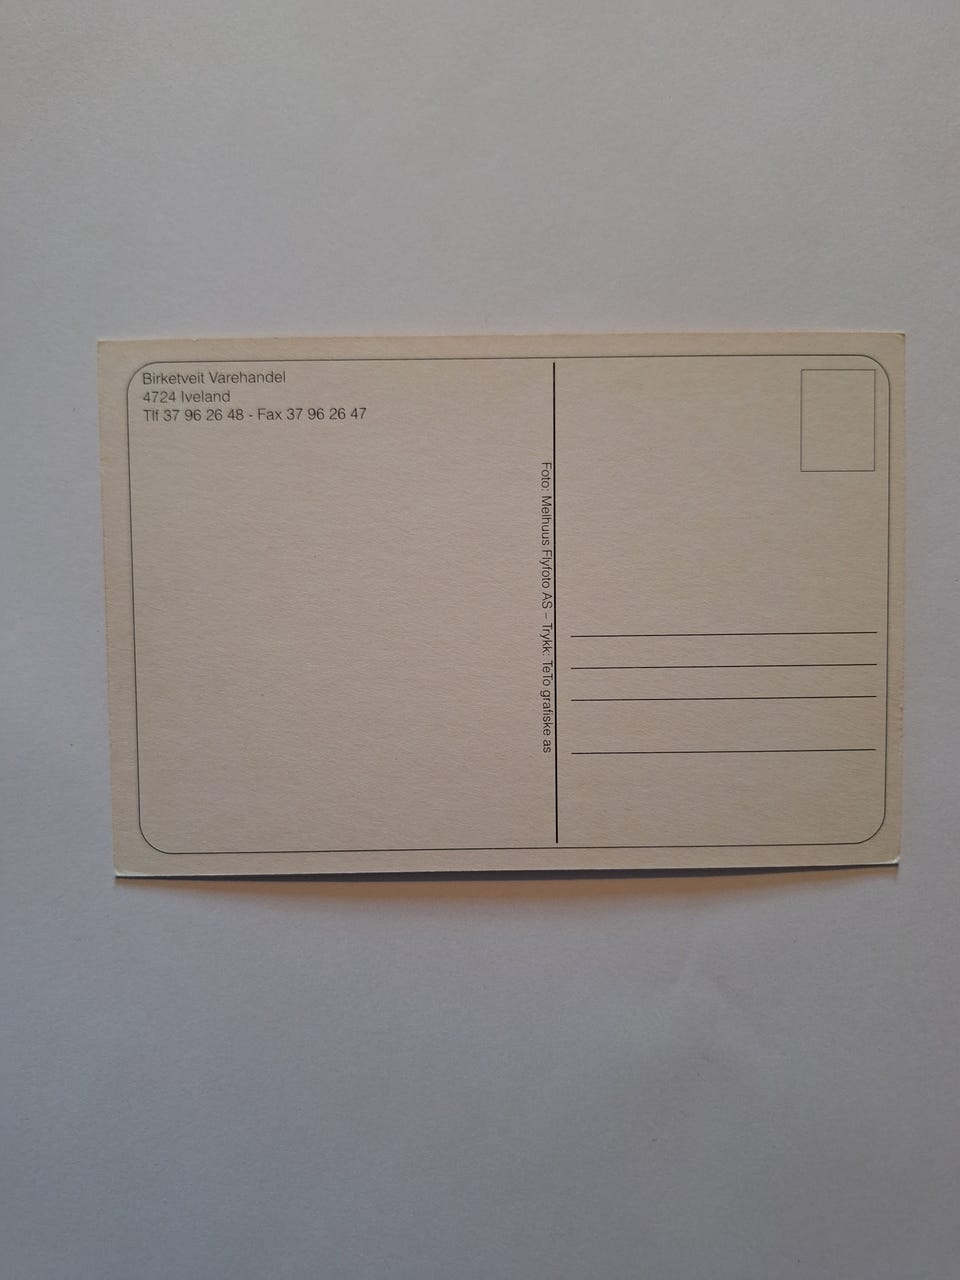 Birketveit Varehandel
4724 Iveland
Tlf 37 96 26 48 - Fax 37 96 26 47
Foto: Melhuus Flyfoto AS – Trykk: TeTo grafiske as